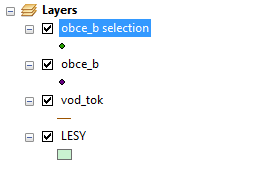 Layers
obce_b selection
obce_b
vod_tok
LESY